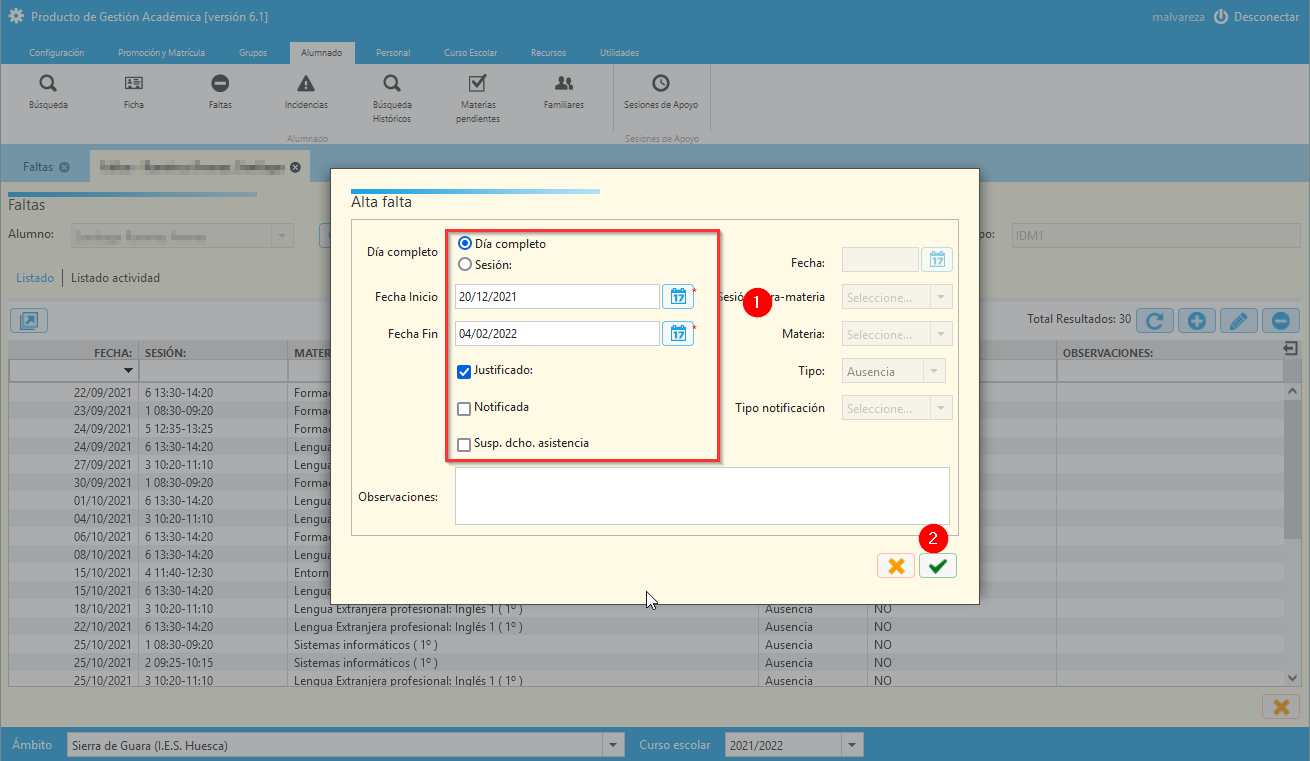 Producto de Gestión Académica [versión 6.1]
malvareza Desconectar
Configuración Promoción y Matrícula Grupos Alumnado Personal Curso Escolar Recursos Utilidades
Búsqueda Ficha Faltas Incidencias Búsqueda Históricos Materias pendientes Familiares Sesiones de Apoyo
Alumnado Sesiones de Apoyo
Faltas
Faltas
Alumno:
po: IDM1
Listado Listado actividad
Total Resultados: 30
FECHA: SESIÓN: MATER OBSERVACIONES:
22/09/2021 6 13:30-14:20 Formac
23/09/2021 1 08:30-09:20 Formac
24/09/2021 5 12:35-13:25 Formac
24/09/2021 6 13:30-14:20 Lengua
27/09/2021 3 10:20-11:10 Lengua
30/09/2021 1 08:30-09:20 Formac
01/10/2021 6 13:30-14:20 Lengua
04/10/2021 3 10:20-11:10 Lengua
06/10/2021 6 13:30-14:20 Formac
08/10/2021 6 13:30-14:20 Lengua
15/10/2021 4 11:40-12:30 Entorn
15/10/2021 6 13:30-14:20 Lengua
18/10/2021 3 10:20-11:10 Lengua Extranjera profesional: Inglés 1 ( 1º ) Ausencia NO
22/10/2021 6 13:30-14:20 Lengua Extranjera profesional: Inglés 1 ( 1º ) Ausencia NO
25/10/2021 1 08:30-09:20 Sistemas informáticos ( 1º ) Ausencia NO
25/10/2021 2 09:25-10:15 Sistemas informáticos ( 1º ) Ausencia NO
25/10/2021 3 10:20-11:10 Lengua Extranjera profesional: Inglés 1 ( 1º ) Ausencia NO
Alta falta
Día completo
Día completo
Sesión:
Fecha Inicio 20/12/2021 17 *
Fecha Fin 04/02/2022 17 *
Justificado:
Notificada
Susp. dcho. asistencia
Observaciones:
Fecha: 17
Sesió ra-materia Seleccione...
Materia: Seleccione...
Tipo: Ausencia
Tipo notificación Seleccione...
1
2
Ámbito Sierra de Guara (I.E.S. Huesca) Curso escolar 2021/2022